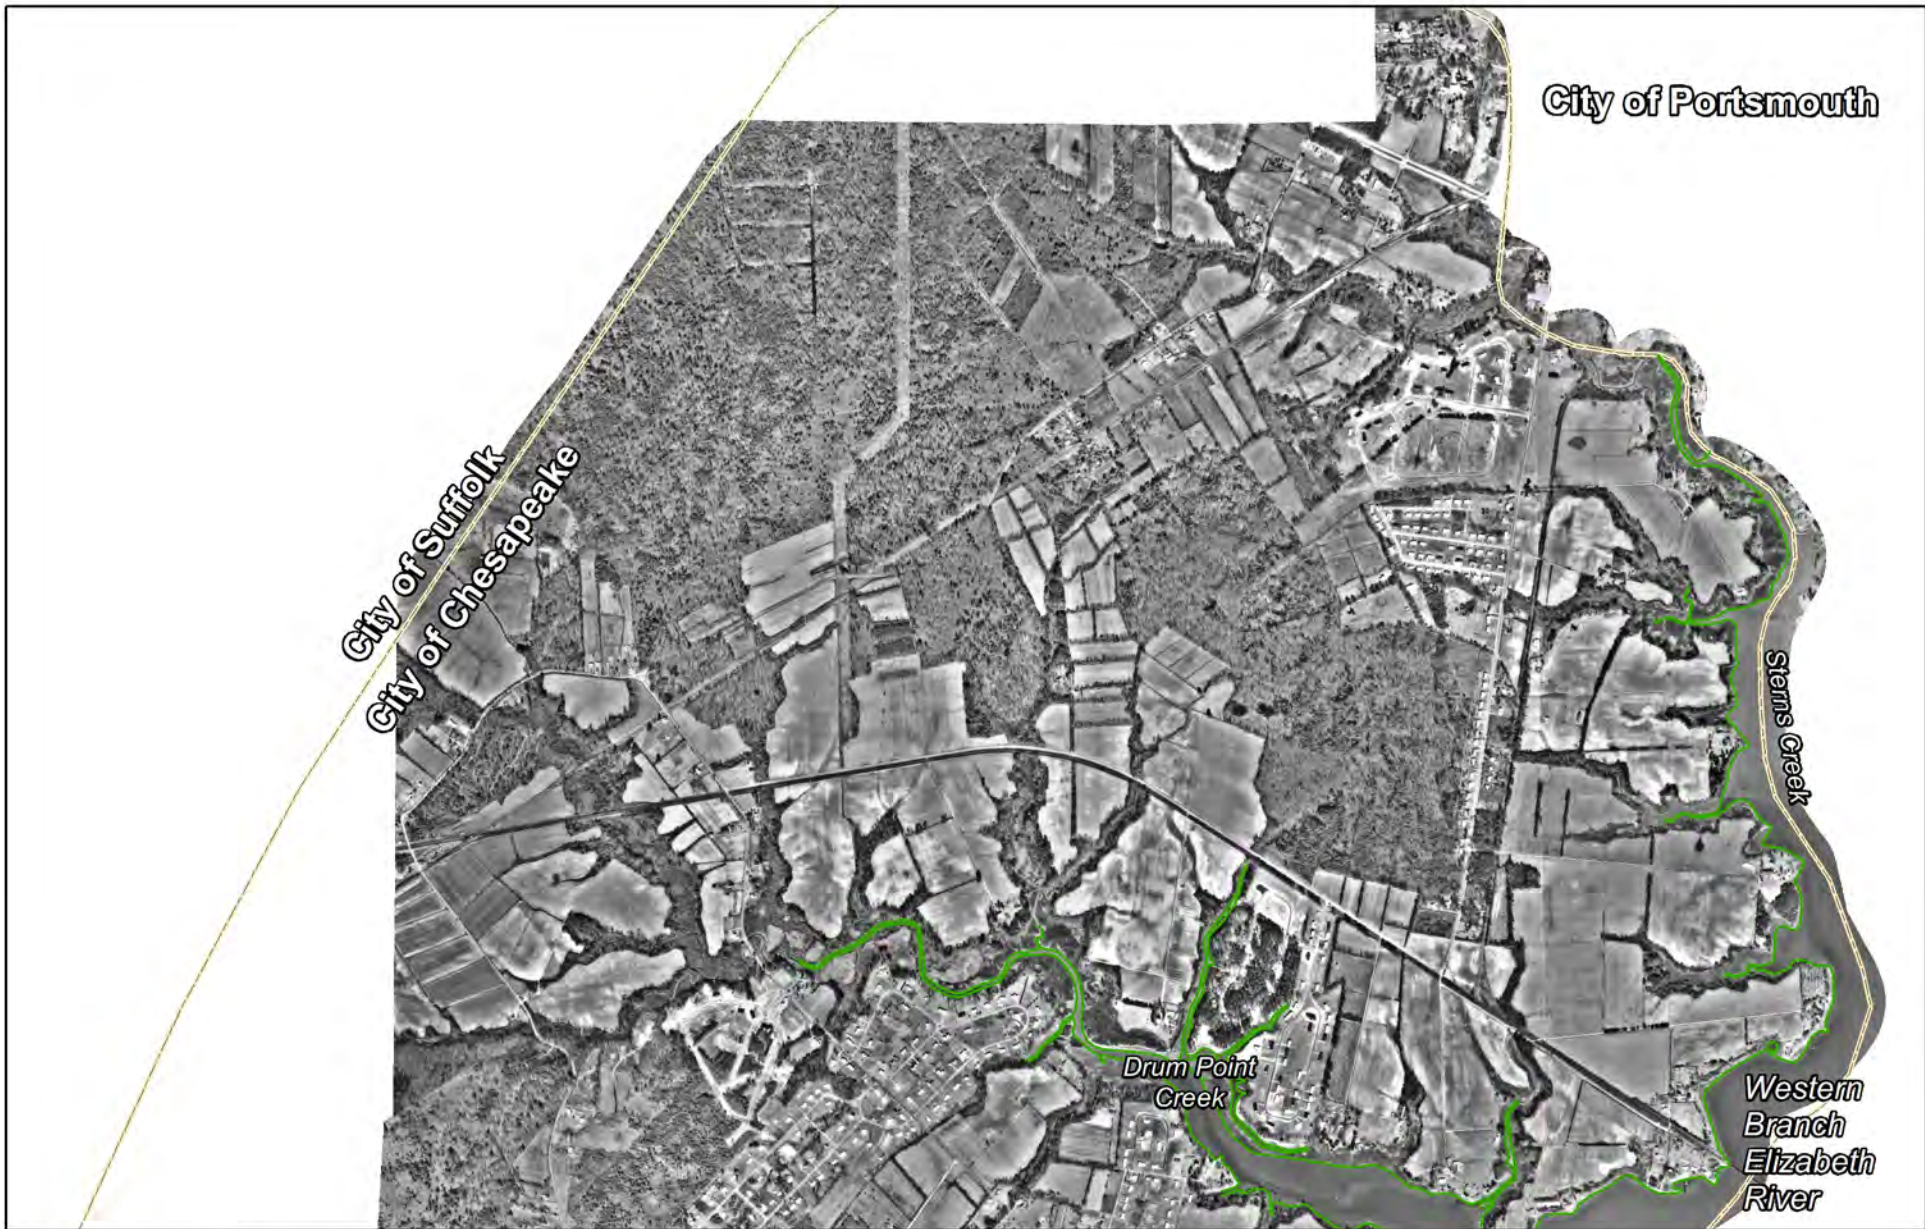 City of Portsmouth
City of Suffolk
City of Chesapeake
Sterns Creek
Drum Point
Creek
Western
Branch
Elizabeth
River